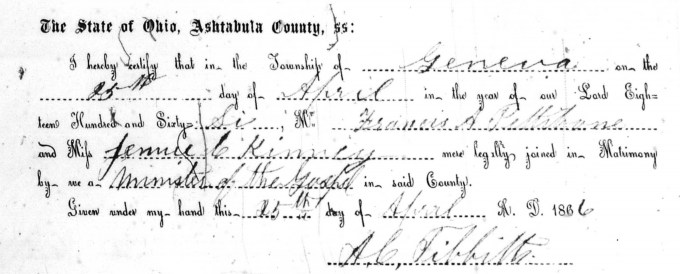 The State of Ohio, Ashtabula County, ss:
I hereby certify that in the Township of Geneva on the
25th day of April in the year of our Lord Eigh-
teen Hundred and Sixty- Six, Mr. Francis A
and Miss Jennie C Kinney were legally joined in Matrimony
by me a Minister of the Gospel in said County.
Given under my hand this 25th day of April A. D. 1866
A. C. Tibbitts.